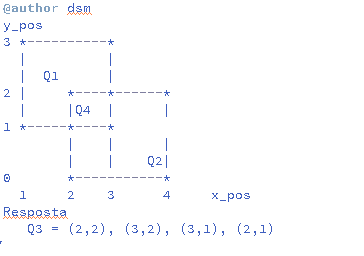 @author dsm
y_pos
3 *-------*
|       |
|  Q1   |
2 |     *----*-----*
|     |Q4  |     |
1 *-----*----*     |
|    |     |
|    |   Q2|
0       *----------*
1     2    3     4     x_pos
Resposta
Q3 = (2,2), (3,2), (3,1), (2,1)